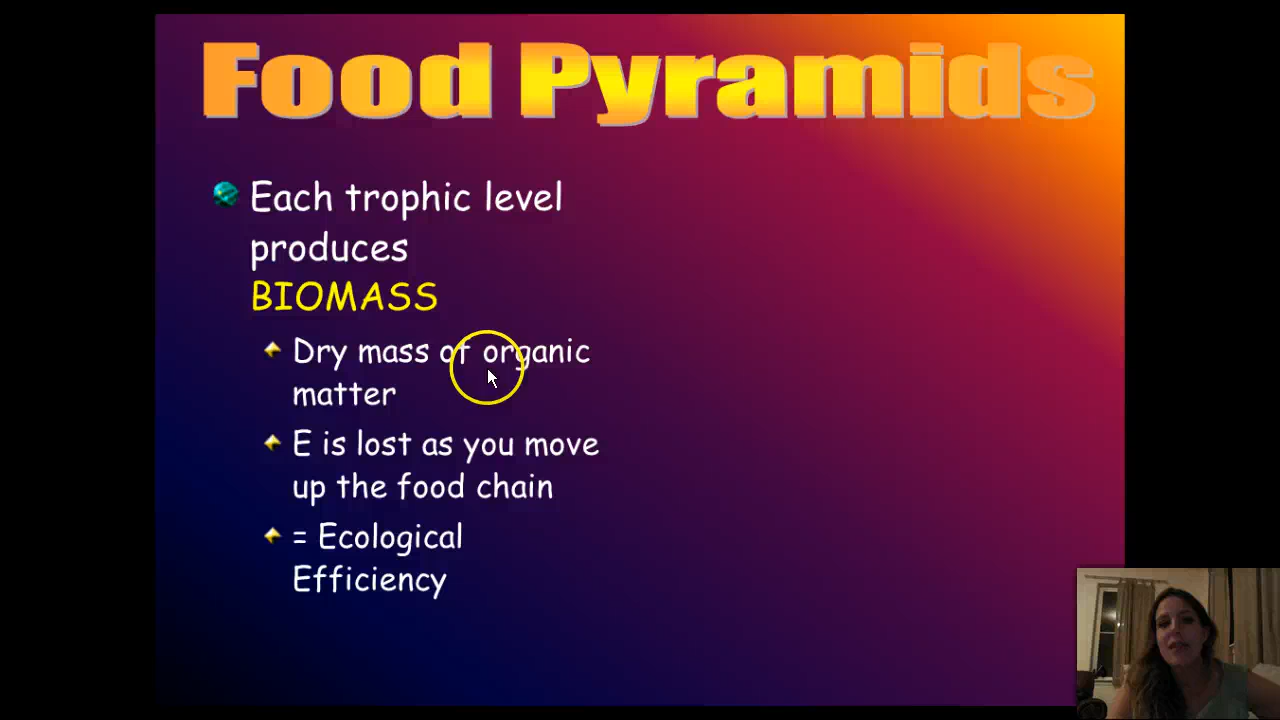 Food Pyramids
Each trophic level
produces
BIOMASS
Dry mass of organic
matter
E is lost as you move
up the food chain
= Ecological
Efficiency